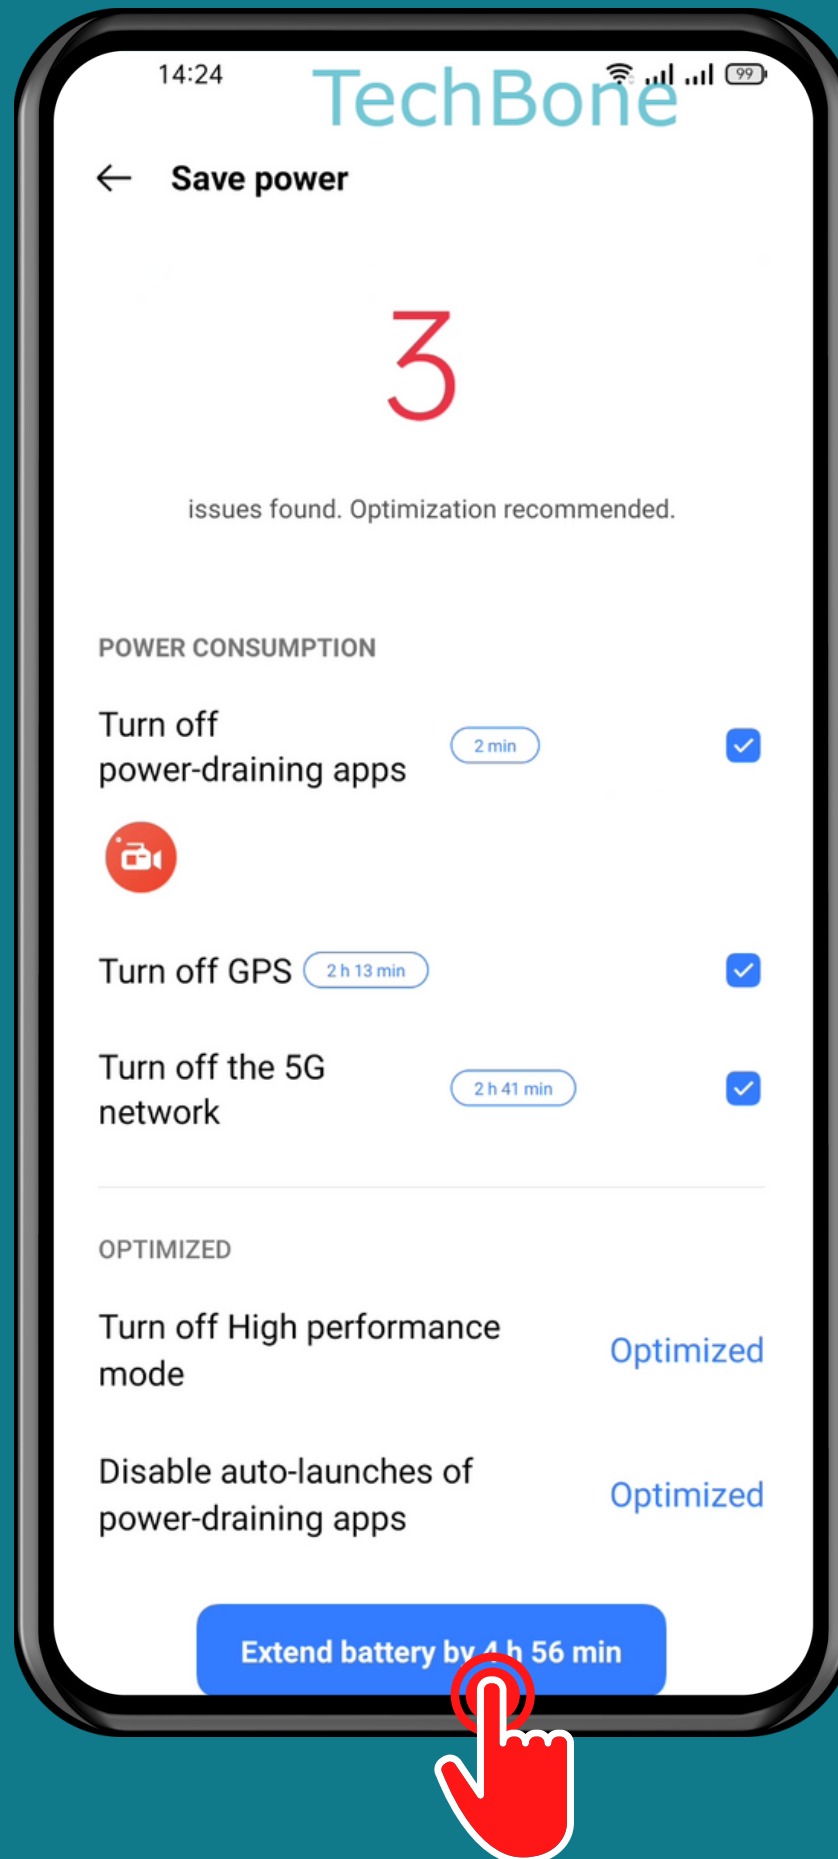 14:24
TechBone
99
Save power
3
issues found. Optimization recommended.
POWER CONSUMPTION
Turn off
power-draining apps
2 min
Turn off GPS
2 h 13 min
Turn off the 5G
network
2 h 41 min
OPTIMIZED
Turn off High performance
mode
Optimized
Disable auto-launches of
power-draining apps
Optimized
Extend battery by 4 h 56 min